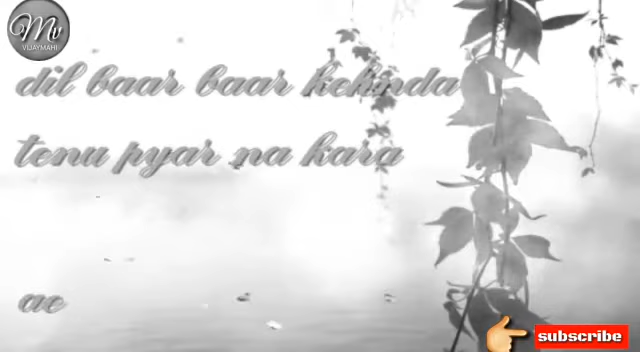 Mv
VIJAYMAHI
dil baar baar kehnda
tenu pyar na kara
ae
subscribe